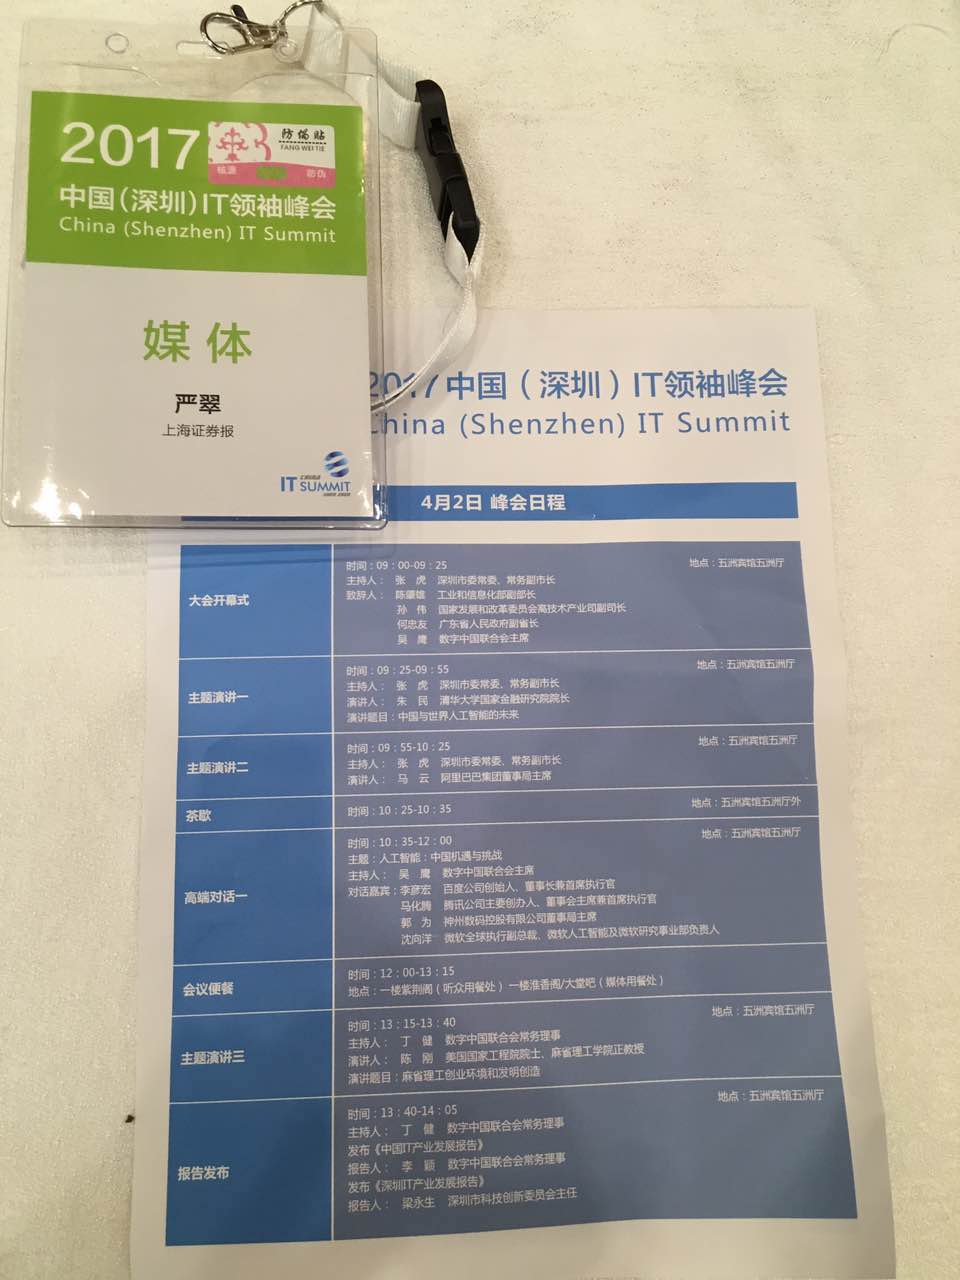 2017
防伪贴
FANG WEI TIE
防伪
中国(深圳)IT领袖峰会
China (Shenzhen) IT Summit
媒体
严翠
上海证券报
CHINA
IT SUMMIT
2017中国(深圳)IT领袖峰会
China (Shenzhen) IT Summit
4月2日 峰会日程
大会开幕式
时间:09:00-09:25 地点:五洲宾馆五洲厅
主持人: 张 虎 深圳市委常委、常务副市长
致辞人: 陈肇雄 工业和信息化部副部长
孙 伟 国家发展和改革委员会高技术产业司副司长
何忠友 广东省人民政府副省长
吴 鹰 数字中国联合会主席
主题演讲一
时间:09:25-09:55 地点:五洲宾馆五洲厅
主持人: 张 虎 深圳市委常委、常务副市长
演讲人: 朱 民 清华大学国家金融研究院院长
演讲题目:中国与世界人工智能的未来
主题演讲二
时间:09:55-10:25 地点:五洲宾馆五洲厅
主持人: 张 虎 深圳市委常委、常务副市长
演讲人: 马 云 阿里巴巴集团董事局主席
茶歇
时间:10:25-10:35 地点:五洲宾馆五洲厅外
高端对话一
时间:10:35-12:00 地点:五洲宾馆五洲厅
主题:人工智能:中国机遇与挑战
主持人: 吴 鹰 数字中国联合会主席
对话嘉宾:李彦宏 百度公司创始人、董事长兼首席执行官
马化腾 腾讯公司主要创办人、董事会主席兼首席执行官
郭 为 神州数码控股有限公司董事局主席
沈向洋 微软全球执行副总裁、微软人工智能及微软研究事业部负责人
会议便餐
时间:12:00-13:15
地点:一楼紫荆阁(听众用餐处) 一楼淮香阁/大堂吧(媒体用餐处)
主题演讲三
时间:13:15-13:40 地点:五洲宾馆五洲厅
主持人: 丁 健 数字中国联合会常务理事
演讲人: 陈 刚 美国国家工程院院士、麻省理工学院正教授
演讲题目:麻省理工创业环境和发明创造
报告发布
时间:13:40-14:05 地点:五洲宾馆五洲厅
主持人: 丁 健 数字中国联合会常务理事
发布《中国IT产业发展报告》
报告人: 李 颖 数字中国联合会常务理事
发布《深圳IT产业发展报告》
报告人: 梁永生 深圳市科技创新委员会主任